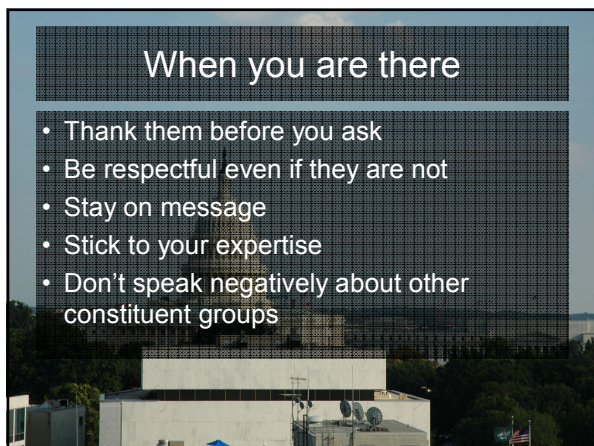 When you are there
• Thank them before you ask
• Be respectful even if they are not
• Stay on message
• Stick to your expertise
• Don’t speak negatively about other
constituent groups